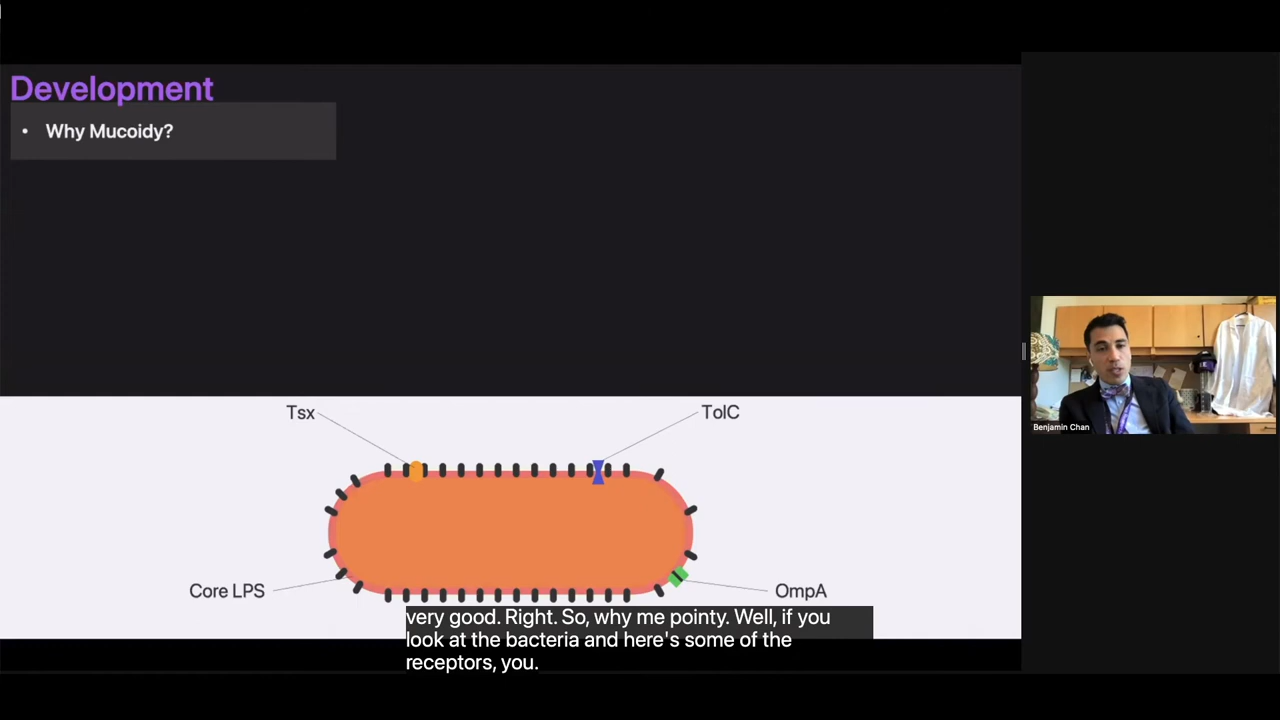 Development
• Why Mucoidy?
Tsx
TolC
Core LPS
OmpA
very good. Right. So, why me pointy. Well, if you
look at the bacteria and here's some of the
receptors, you.
Benjamin Chan